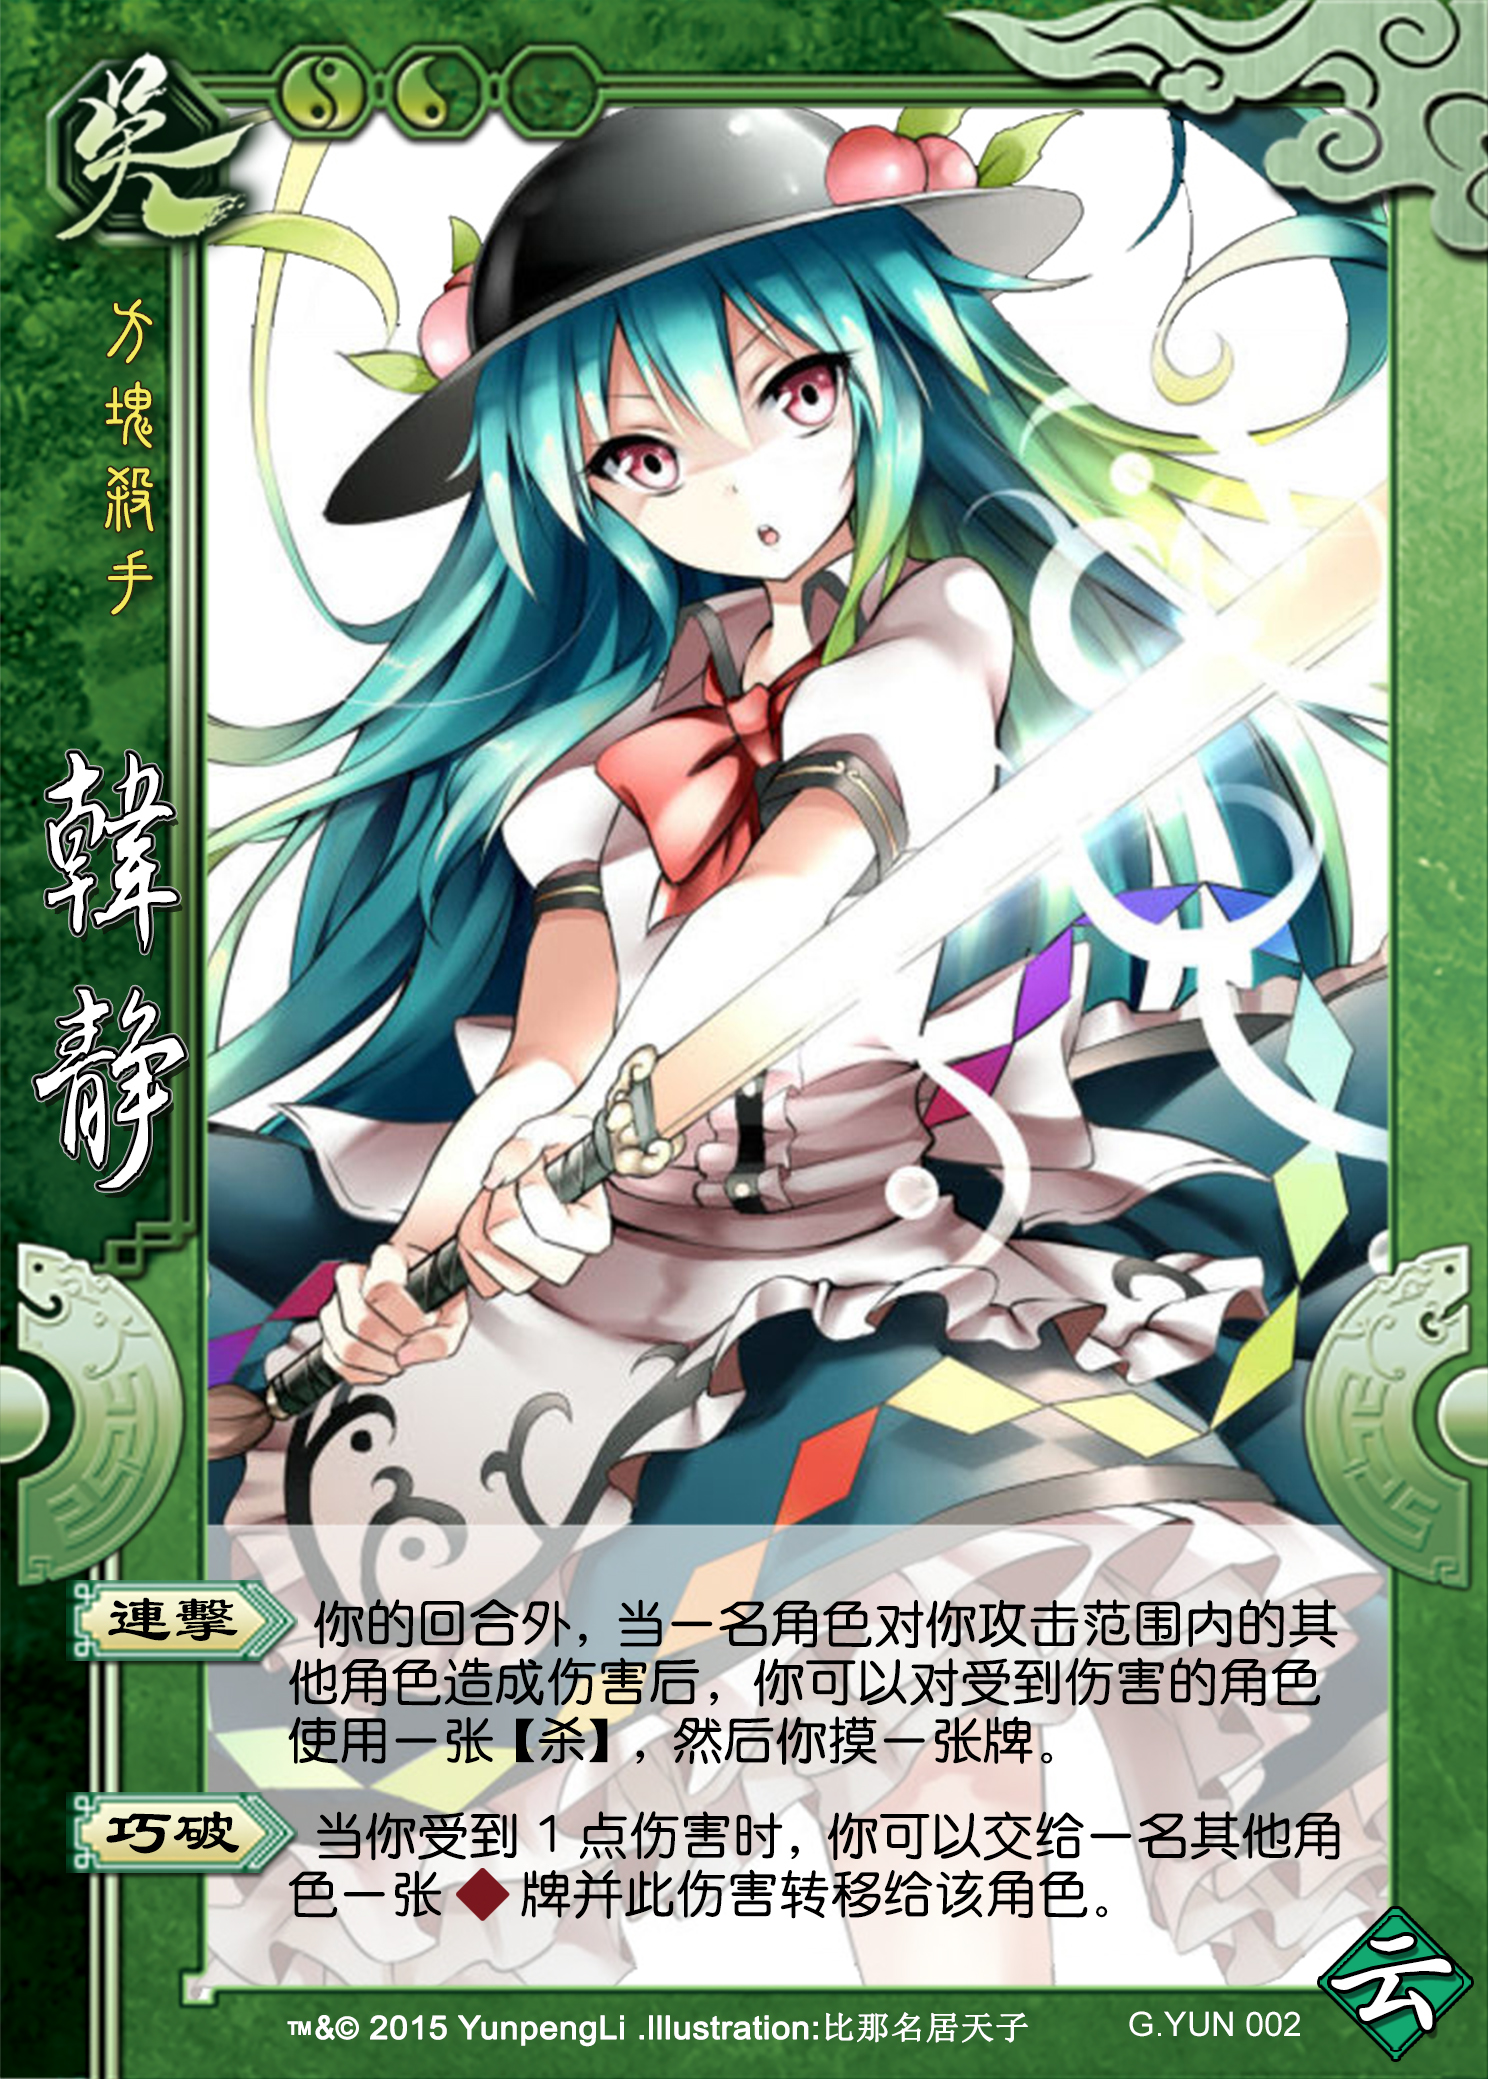 吴
方塊殺手
韓靜
連擊
你的回合外，当一名角色对你攻击范围内的其
他角色造成伤害后，你可以对受到伤害的角色
使用一张【杀】，然后你摸一张牌。
巧破
当你受到 1 点伤害时，你可以交给一名其他角
色一张◆牌并此伤害转移给该角色。
™&© 2015 YunpengLi .Illustration:比那名居天子
G.YUN 002
云